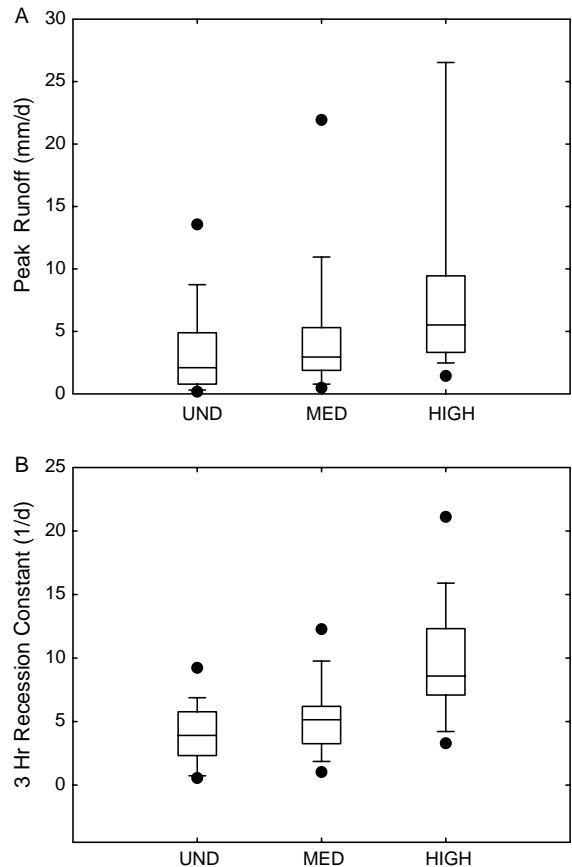 A
Peak Runoff (mm/d)
30
25
20
15
10
5
0
UND MED HIGH
B
3 Hr Recession Constant (1/d)
25
20
15
10
5
0
UND MED HIGH